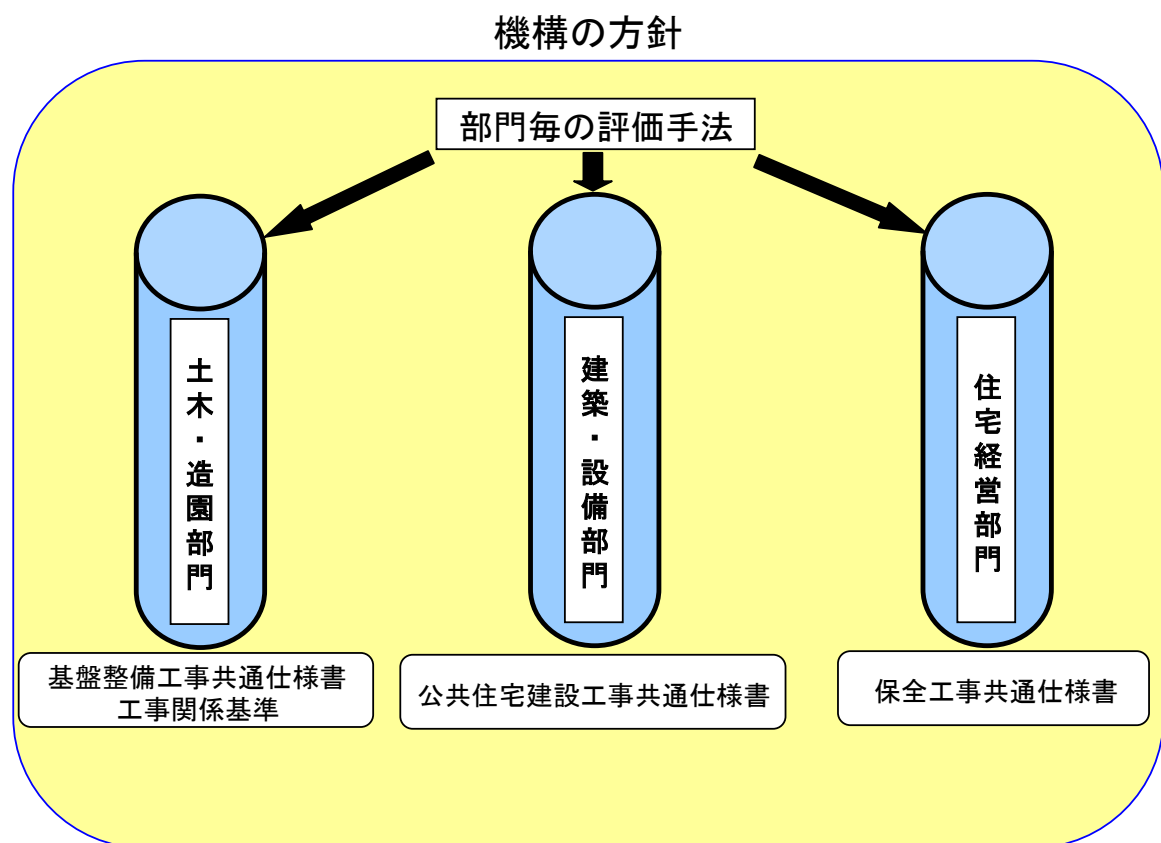 機構の方針
部門毎の評価手法
土木・造園部門
建築・設備部門
住宅経営部門
基盤整備工事共通仕様書
工事関係基準
公共住宅建設工事共通仕様書
保全工事共通仕様書